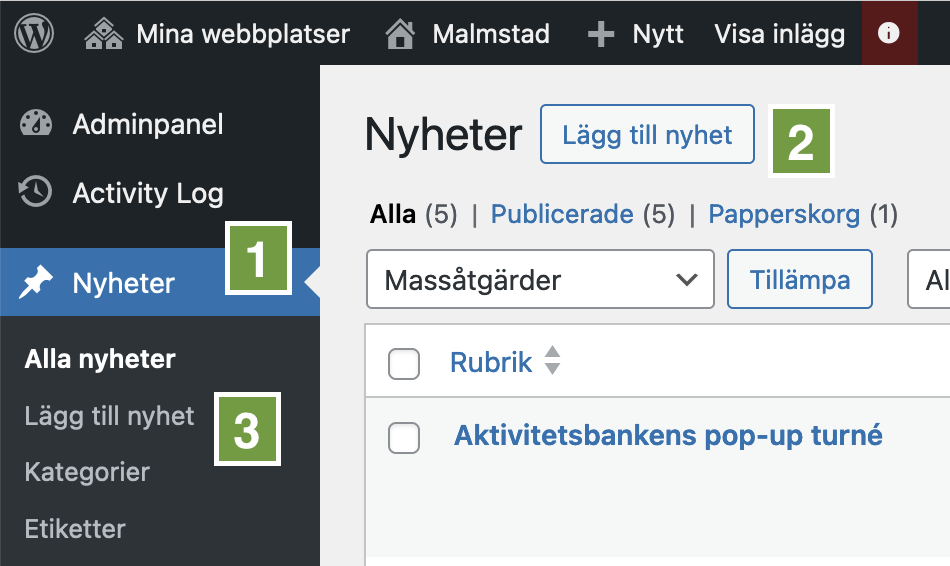 Mina webbplatser Malmstad Nytt Visa inlägg
Adminpanel
Activity Log
Nyheter 1
Alla nyheter
Lägg till nyhet 3
Kategorier
Etiketter
Nyheter Lägg till nyhet 2
Alla (5) | Publicerade (5) | Papperskorg (1)
Massåtgärder Tillämpa Al
Rubrik
Aktivitetsbankens pop-up turné